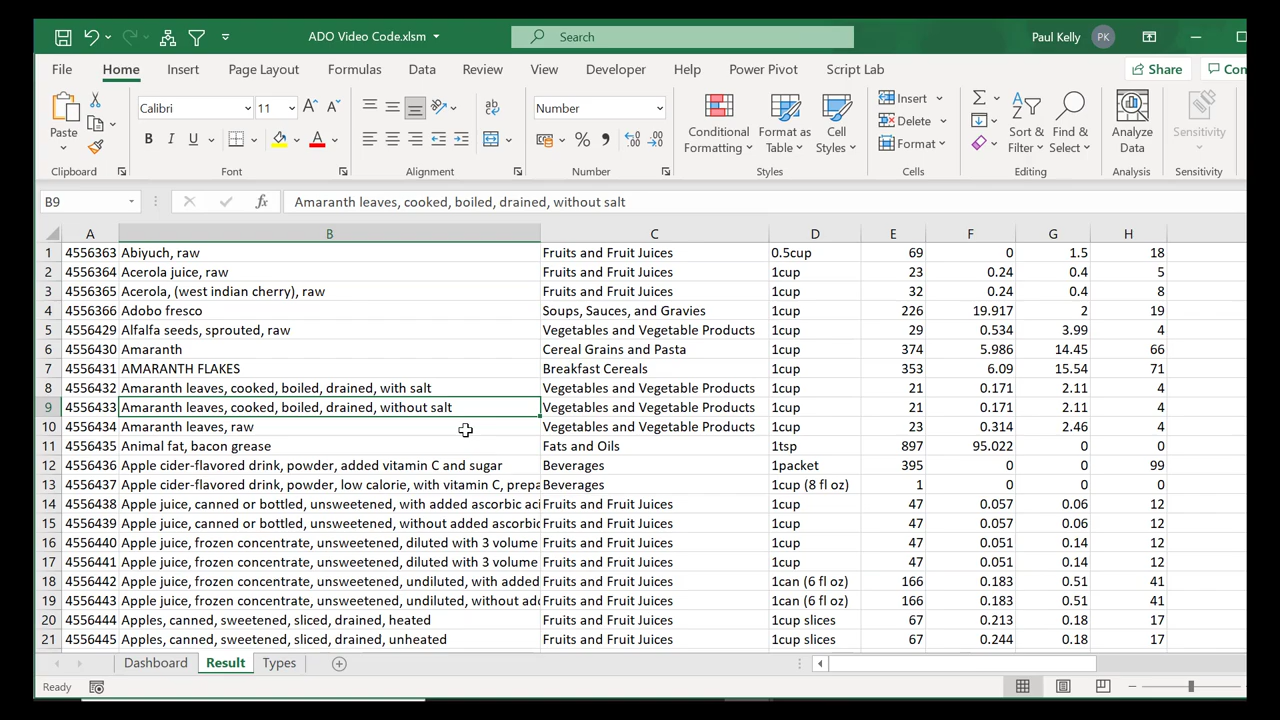 ADO Video Code.xlsm
Search
Paul Kelly PK
File Home Insert Page Layout Formulas Data Review View Developer Help Power Pivot Script Lab Share Con
Paste
Calibri 11
B I U
Number
Conditional Formatting
Format as Table
Cell Styles
Insert
Delete
Format
Sort & Filter
Find & Select
Analyze Data
Sensitivity
Clipboard Font Alignment Number Styles Cells Editing Analysis Sensitivity
B9 fx Amaranth leaves, cooked, boiled, drained, without salt
A B C D E F G H
1 4556363 Abiyuch, raw Fruits and Fruit Juices 0.5cup 69 0 1.5 18
2 4556364 Acerola juice, raw Fruits and Fruit Juices 1cup 23 0.24 0.4 5
3 4556365 Acerola, (west indian cherry), raw Fruits and Fruit Juices 1cup 32 0.24 0.4 8
4 4556366 Adobo fresco Soups, Sauces, and Gravies 1cup 226 19.917 2 19
5 4556429 Alfalfa seeds, sprouted, raw Vegetables and Vegetable Products 1cup 29 0.534 3.99 4
6 4556430 Amaranth Cereal Grains and Pasta 1cup 374 5.986 14.45 66
7 4556431 AMARANTH FLAKES Breakfast Cereals 1cup 353 6.09 15.54 71
8 4556432 Amaranth leaves, cooked, boiled, drained, with salt Vegetables and Vegetable Products 1cup 21 0.171 2.11 4
9 4556433 Amaranth leaves, cooked, boiled, drained, without salt Vegetables and Vegetable Products 1cup 21 0.171 2.11 4
10 4556434 Amaranth leaves, raw Vegetables and Vegetable Products 1cup 23 0.314 2.46 4
11 4556435 Animal fat, bacon grease Fats and Oils 1tsp 897 95.022 0 0
12 4556436 Apple cider-flavored drink, powder, added vitamin C and sugar Beverages 1packet 395 0 0 99
13 4556437 Apple cider-flavored drink, powder, low calorie, with vitamin C, prepa Beverages 1cup (8 fl oz) 1 0 0 0
14 4556438 Apple juice, canned or bottled, unsweetened, with added ascorbic aci Fruits and Fruit Juices 1cup 47 0.057 0.06 12
15 4556439 Apple juice, canned or bottled, unsweetened, without added ascorbic Fruits and Fruit Juices 1cup 47 0.057 0.06 12
16 4556440 Apple juice, frozen concentrate, unsweetened, diluted with 3 volume Fruits and Fruit Juices 1cup 47 0.051 0.14 12
17 4556441 Apple juice, frozen concentrate, unsweetened, diluted with 3 volume Fruits and Fruit Juices 1cup 47 0.051 0.14 12
18 4556442 Apple juice, frozen concentrate, unsweetened, undiluted, with added Fruits and Fruit Juices 1can (6 fl oz) 166 0.183 0.51 41
19 4556443 Apple juice, frozen concentrate, unsweetened, undiluted, without add Fruits and Fruit Juices 1can (6 fl oz) 166 0.183 0.51 41
20 4556444 Apples, canned, sweetened, sliced, drained, heated Fruits and Fruit Juices 1cup slices 67 0.213 0.18 17
21 4556445 Apples, canned, sweetened, sliced, drained, unheated Fruits and Fruit Juices 1cup slices 67 0.244 0.18 17
Dashboard Result Types
Ready